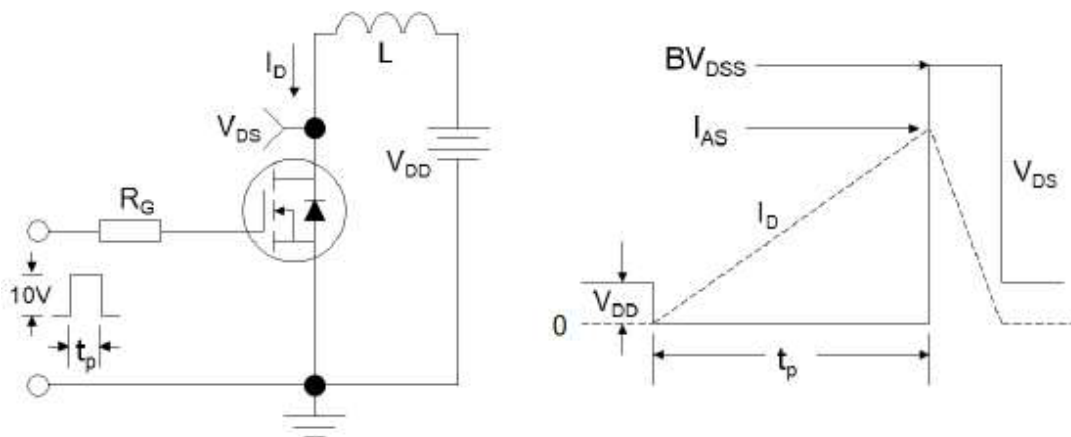 L
I_D
V_DS
V_DD
R_G
10V
t_p
BV_DSS
I_AS
V_DS
I_D
V_DD
0
t_p